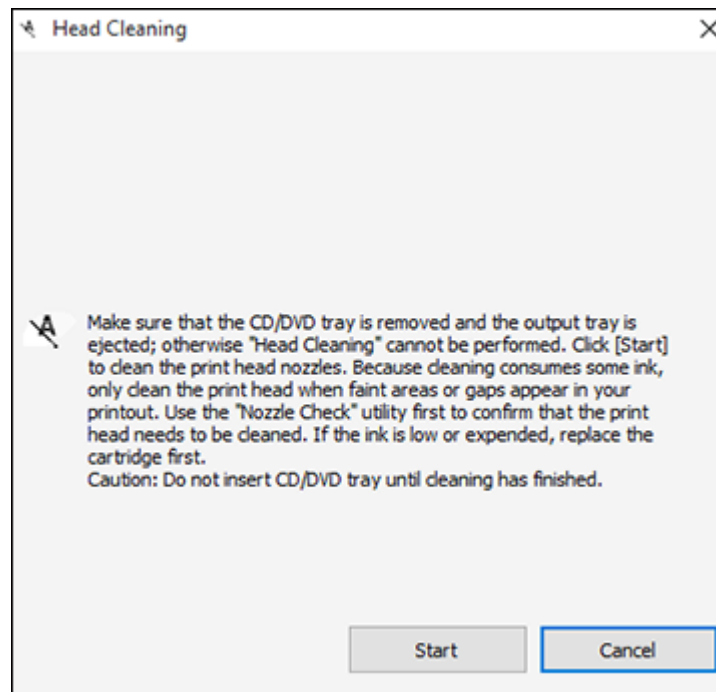 Head Cleaning
Make sure that the CD/DVD tray is removed and the output tray is
ejected; otherwise "Head Cleaning" cannot be performed. Click [Start]
to clean the print head nozzles. Because cleaning consumes some ink,
only clean the print head when faint areas or gaps appear in your
printout. Use the "Nozzle Check" utility first to confirm that the print
head needs to be cleaned. If the ink is low or expended, replace the
cartridge first.
Caution: Do not insert CD/DVD tray until cleaning has finished.
Start
Cancel